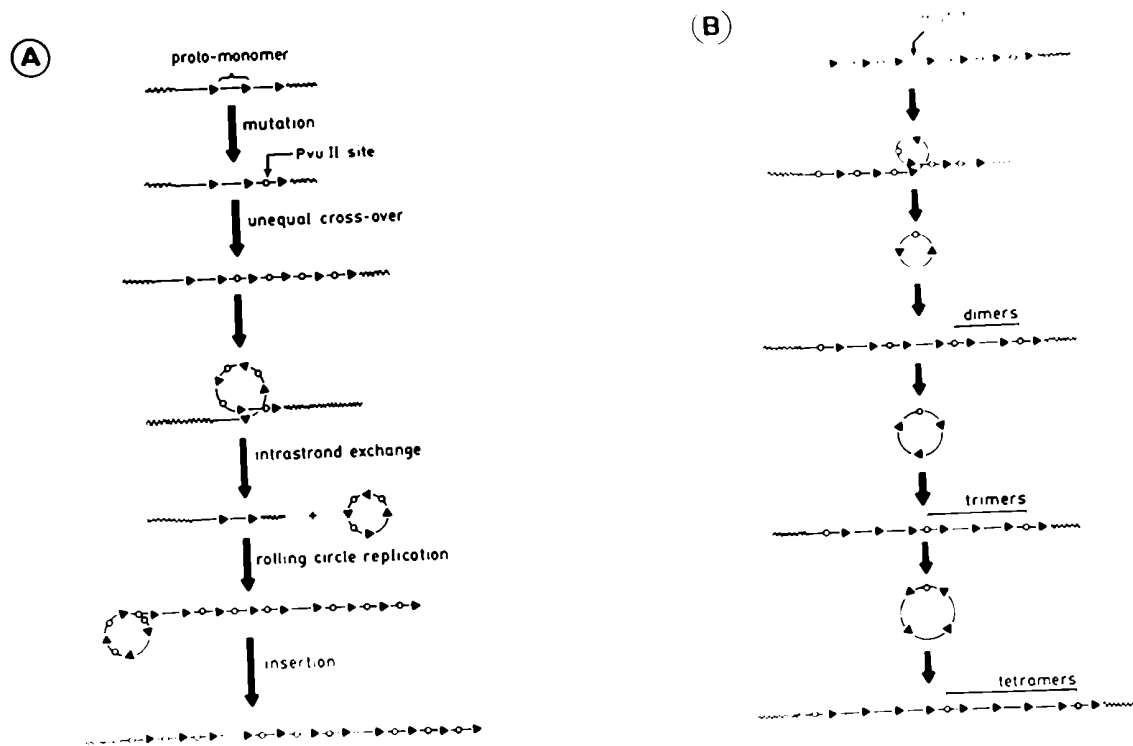 A
proto-monomer
mutation
Pvu II site
unequal cross-over
intrastrand exchange
+
rolling circle replication
insertion
B
dimers
trimers
tetramers